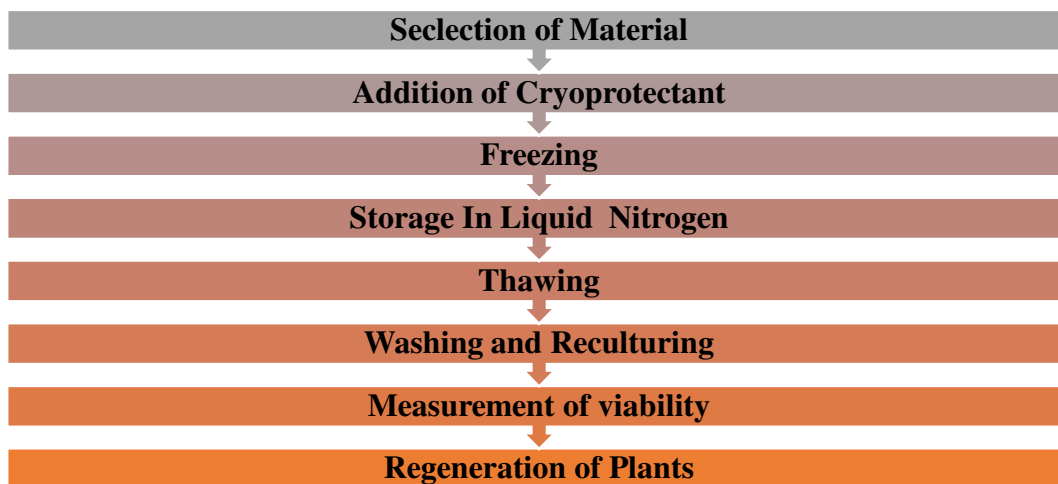 Seclection of Material
Addition of Cryoprotectant
Freezing
Storage In Liquid  Nitrogen
Thawing
Washing and Reculturing
Measurement of viability
Regeneration of Plants